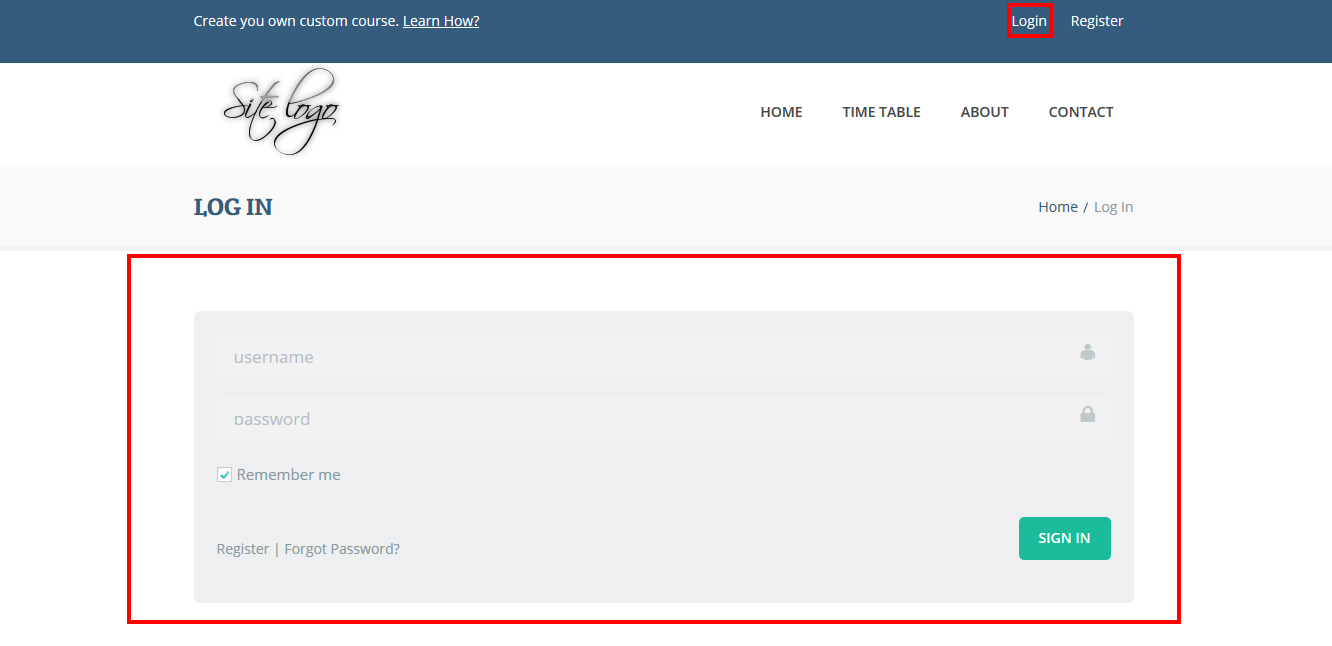 Create you own custom course. Learn How?
Login Register
Site logo
HOME TIME TABLE ABOUT CONTACT
LOG IN
Home / Log In
username
password
Remember me
Register | Forgot Password?
SIGN IN